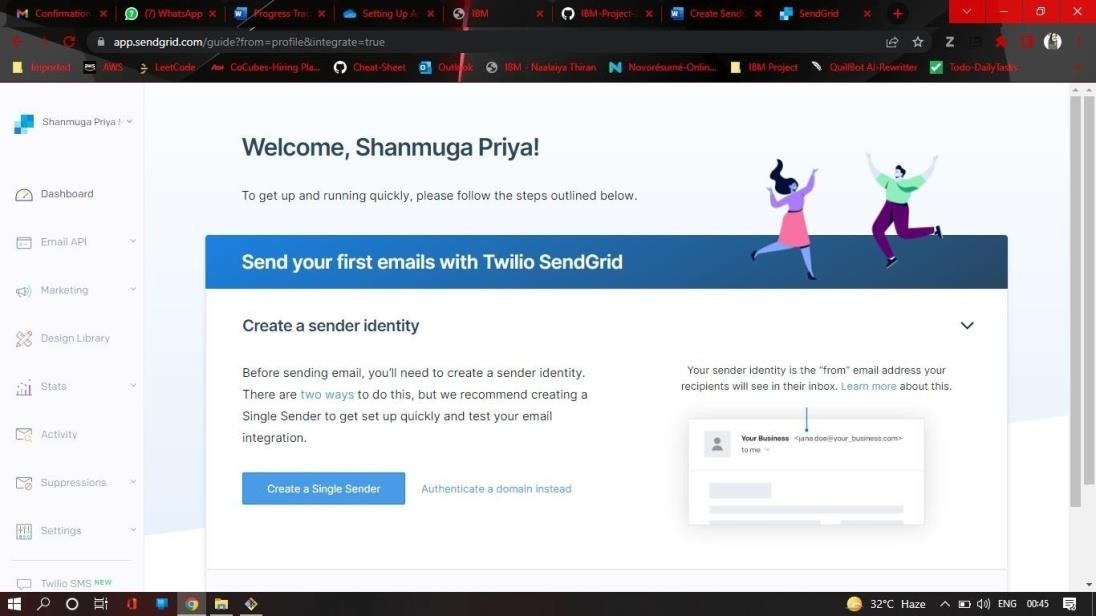 Confirmation
(7) WhatsApp
Progress Trac
Setting Up A
IBM
IBM-Project-
Create Send
SendGrid
app.sendgrid.com/guide?from=profile&integrate=true
Z
Imported
AWS
LeetCode
CoCubes-Hiring Pla...
Cheat-Sheet
Outlook
IBM - Naalaiya Thiran
Novorésumé-Onlin...
IBM Project
QuillBot AI-Rewritter
Todo-DailyTasks
Shanmuga Priya
Dashboard
Email API
Marketing
Design Library
Stats
Activity
Suppressions
Settings
Twilio SMS NEW
Welcome, Shanmuga Priya!
To get up and running quickly, please follow the steps outlined below.
Send your first emails with Twilio SendGrid
Create a sender identity
Before sending email, you'll need to create a sender identity.
There are two ways to do this, but we recommend creating a
Single Sender to get set up quickly and test your email
integration.
Create a Single Sender
Authenticate a domain instead
Your sender identity is the "from" email address your
recipients will see in their inbox. Learn more about this.
Your Business <jane.doe@your_business.com>
to me
32°C Haze
ENG
00:45